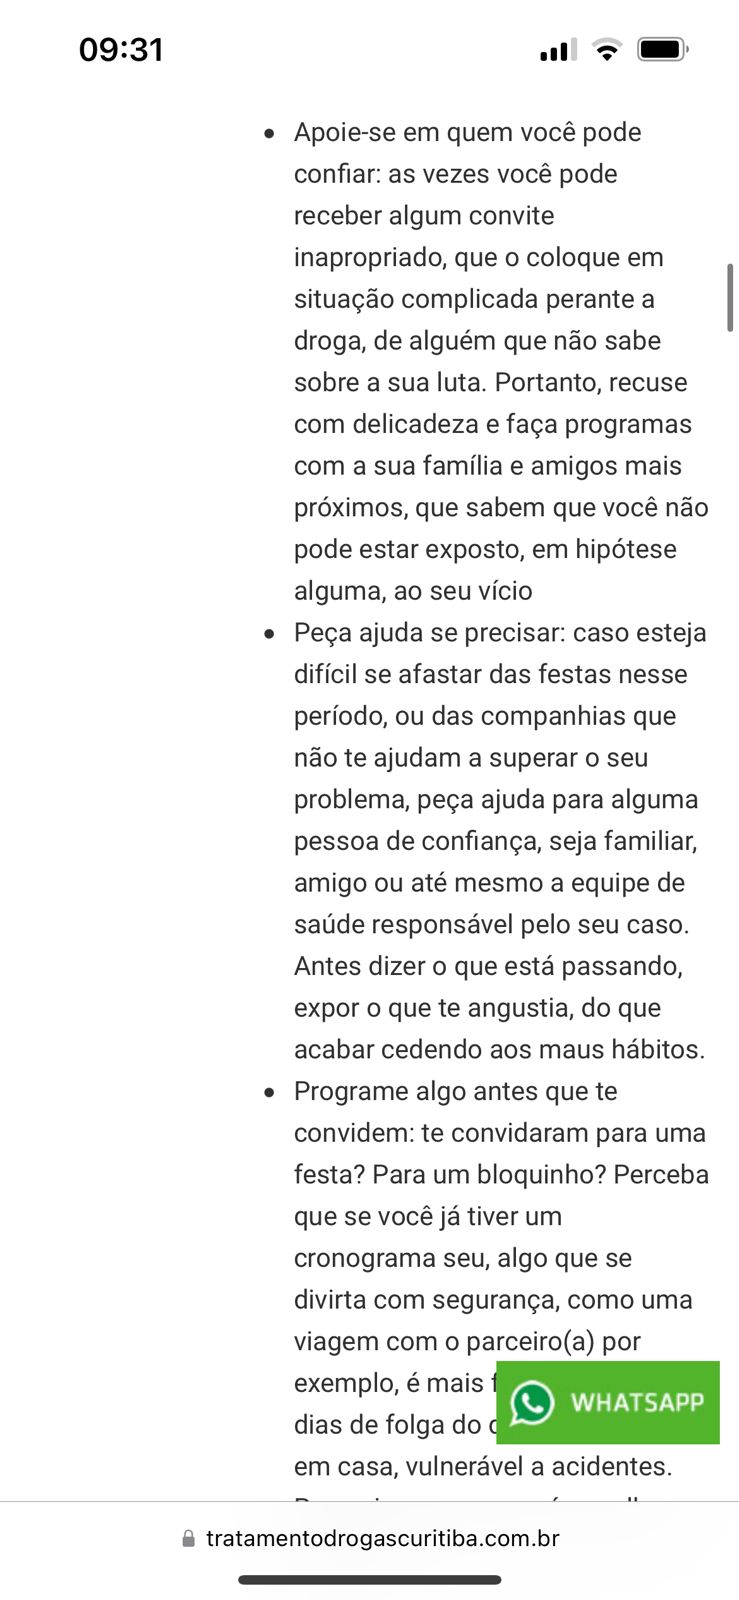 09:31
Apoie-se em quem você pode
confiar: as vezes você pode
receber algum convite
inapropriado, que o coloque em
situação complicada perante a
droga, de alguém que não sabe
sobre a sua luta. Portanto, recuse
com delicadeza e faça programas
com a sua família e amigos mais
próximos, que sabem que você não
pode estar exposto, em hipótese
alguma, ao seu vício
Peça ajuda se precisar: caso esteja
difícil se afastar das festas nesse
período, ou das companhias que
não te ajudam a superar o seu
problema, peça ajuda para alguma
pessoa de confiança, seja familiar,
amigo ou até mesmo a equipe de
saúde responsável pelo seu caso.
Antes dizer o que está passando,
expor o que te angustia, do que
acabar cedendo aos maus hábitos.
Programe algo antes que te
convidem: te convidaram para uma
festa? Para um bloquinho? Perceba
que se você já tiver um
cronograma seu, algo que se
divirta com segurança, como uma
viagem com o parceiro(a) por
exemplo, é mais
WHATSAPP
dias de folga do
em casa, vulnerável a acidentes.
tratamentodrogascuritiba.com.br